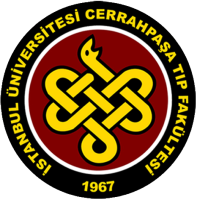 İSTANBUL ÜNİVERSİTESİ CERRAHPAŞA TIP FAKÜLTESİ
1967